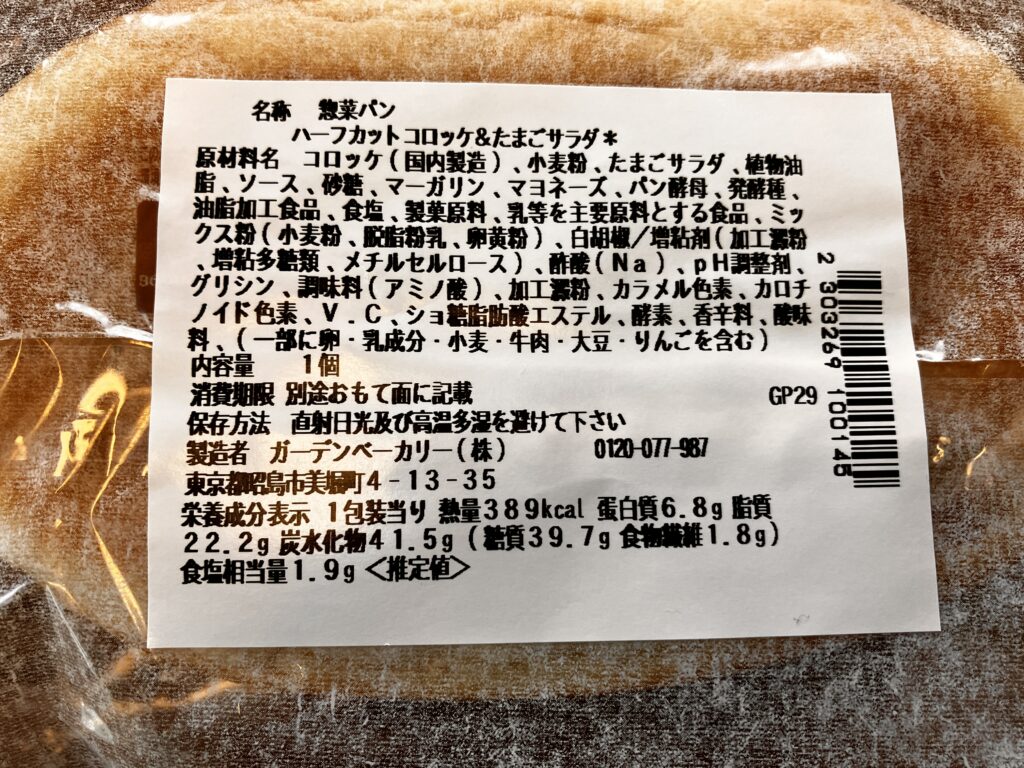 名称　惣菜パン
ハーフカットコロッケ&たまごサラダ＊
原材料名　コロッケ(国内製造)、小麦粉、たまごサラダ、植物油
脂、ソース、砂糖、マーガリン、マヨネーズ、パン酵母、発酵種、
油脂加工食品、食塩、製菓原料、乳等を主要原料とする食品、ミッ
クス粉(小麦粉、脱脂粉乳、卵黄粉)、白胡椒／増粘剤(加工澱粉
、増粘多糖類、メチルセルロース)、酢酸(Na)、pH調整剤、
グリシン、調味料(アミノ酸)、加工澱粉、カラメル色素、カロチ
ノイド色素、V.C、ショ糖脂肪酸エステル、酵素、香辛料、酸味
料、(一部に卵・乳成分・小麦・牛肉・大豆・りんごを含む)
内容量　1個
消費期限 別途おもて面に記載　GP29
保存方法　直射日光及び高温多湿を避けて下さい
製造者　ガーデンベーカリー(株)　0120-077-987
東京都昭島市美堀町4-13-35
栄養成分表示 1包装当り 熱量389kcal 蛋白質6.8g 脂質
22.2g 炭水化物41.5g(糖質39.7g 食物繊維1.8g)
食塩相当量1.9g <推定値>
2 303269 100145